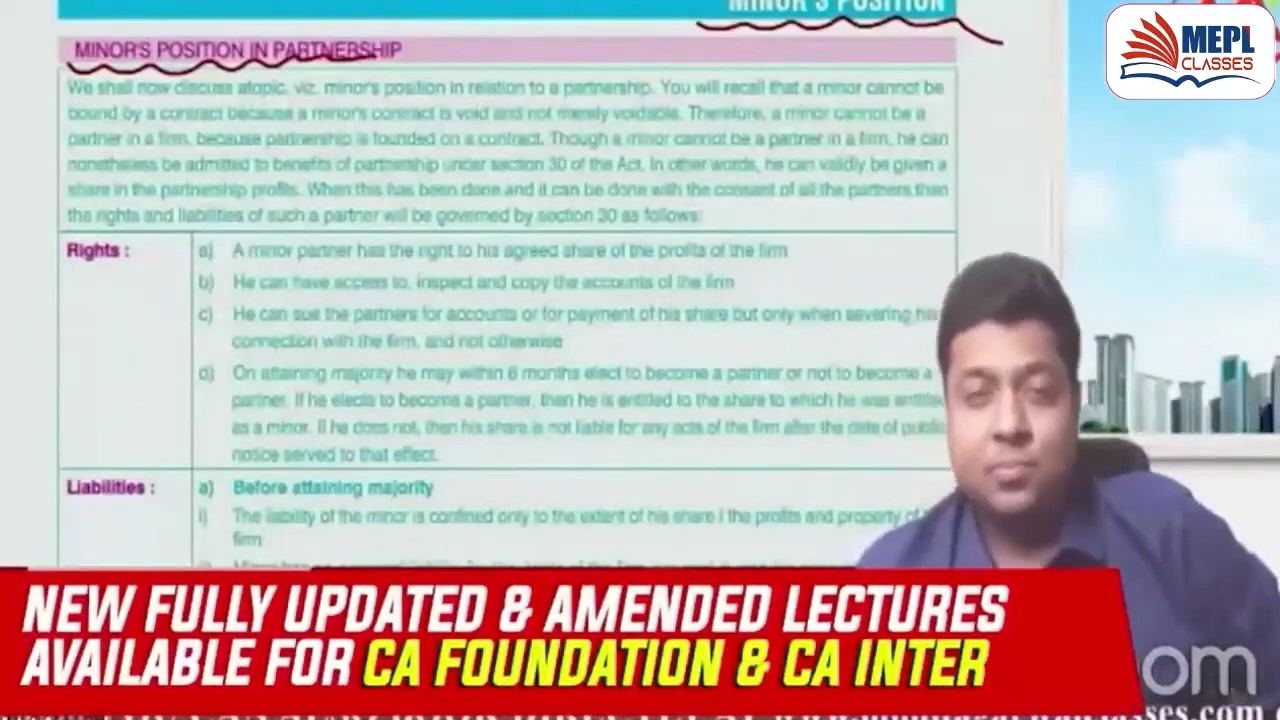 MINOR'S POSITION
MEPL
CLASSES
MINOR'S POSITION IN PARTNERSHIP
We shall now discuss atopic, viz. minor's position in relation to a partnership. You will recall that a minor cannot be
bound by a contract because a minor's contract is void and not merely voidable. Therefore, a minor cannot be a
partner in a firm, because partnership is founded on a contract. Though a minor cannot be a partner in a firm, he can
nonetheless be admitted to benefits of partnership under section 30 of the Act. In other words, he can validly be given a
share in the partnership profits. When this has been done and it can be done with the consent of all the partners then
the rights and liabilities of such a partner will be governed by section 30 as follows:
Rights : a) A minor partner has the right to his agreed share of the profits of the firm
b) He can have access to, inspect and copy the accounts of the firm
c) He can sue the partners for accounts or for payment of his share but only when severing his
connection with the firm, and not otherwise
d) On attaining majority he may within 6 months elect to become a partner or not to become a
partner. If he elects to become a partner, then he is entitled to the share to which he was
as a minor. If he does not, then his share is not liable for any acts of the firm after the date of
notice served to that effect.
Liabilities : a) Before attaining majority
i) The liability of the minor is confined only to the extent of his share I the profits and property of
firm
NEW FULLY UPDATED & AMENDED LECTURES
AVAILABLE FOR CA FOUNDATION & CA INTER
om